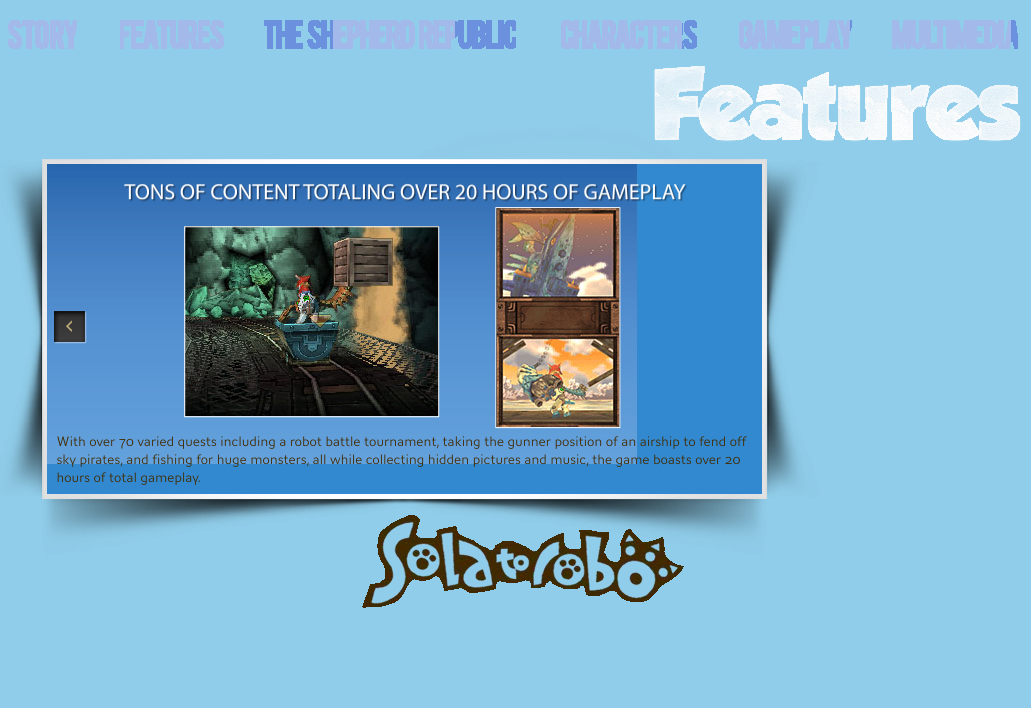 STORY FEATURES THE SHEPHERD REPUBLIC CHARACTERS GAMEPLAY MULTIMEDIA
Features
TONS OF CONTENT TOTALING OVER 20 HOURS OF GAMEPLAY
With over 70 varied quests including a robot battle tournament, taking the gunner position of an airship to fend off
sky pirates, and fishing for huge monsters, all while collecting hidden pictures and music, the game boasts over 20
hours of total gameplay.
Solatorobo